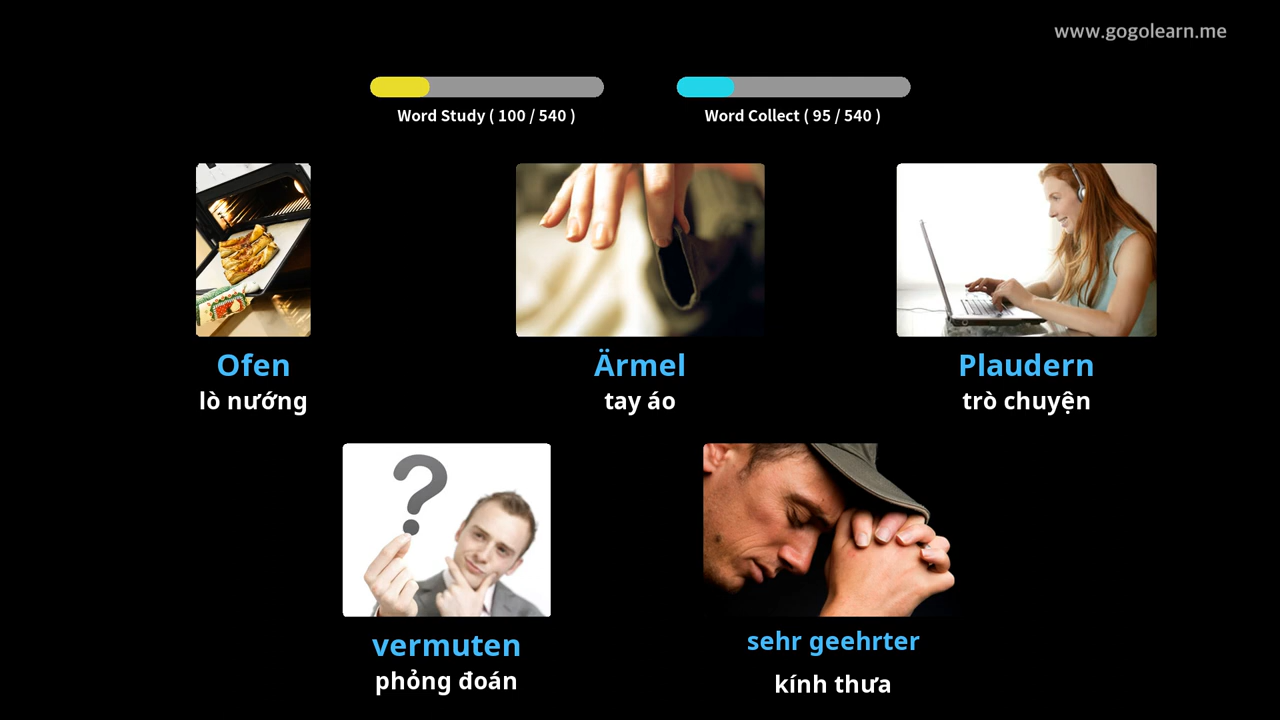 www.gogolearn.me
Word Study ( 100 / 540 )
Word Collect ( 95 / 540 )
Ofen
lò nướng
Ärmel
tay áo
Plaudern
trò chuyện
vermuten
phỏng đoán
sehr geehrter
kính thưa